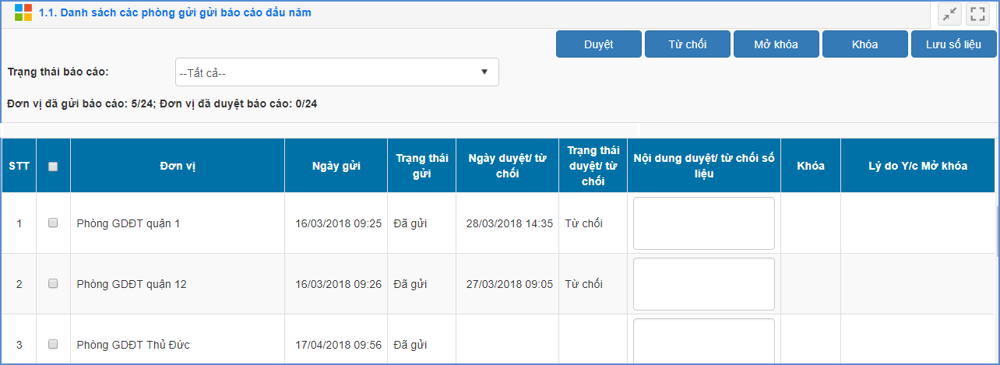 1.1. Danh sách các phòng gửi gửi báo cáo đầu năm
Duyệt Từ chối Mở khóa Khóa Lưu số liệu
Trạng thái báo cáo: --Tất cả--
Đơn vị đã gửi báo cáo: 5/24; Đơn vị đã duyệt báo cáo: 0/24
STT Đơn vị Ngày gửi Trạng thái gửi Ngày duyệt/ từ chối Trạng thái duyệt/ từ chối Nội dung duyệt/ từ chối số liệu Khóa Lý do Y/c Mở khóa
1 Phòng GDĐT quận 1 16/03/2018 09:25 Đã gửi 28/03/2018 14:35 Từ chối
2 Phòng GDĐT quận 12 16/03/2018 09:26 Đã gửi 27/03/2018 09:05 Từ chối
3 Phòng GDĐT Thủ Đức 17/04/2018 09:56 Đã gửi